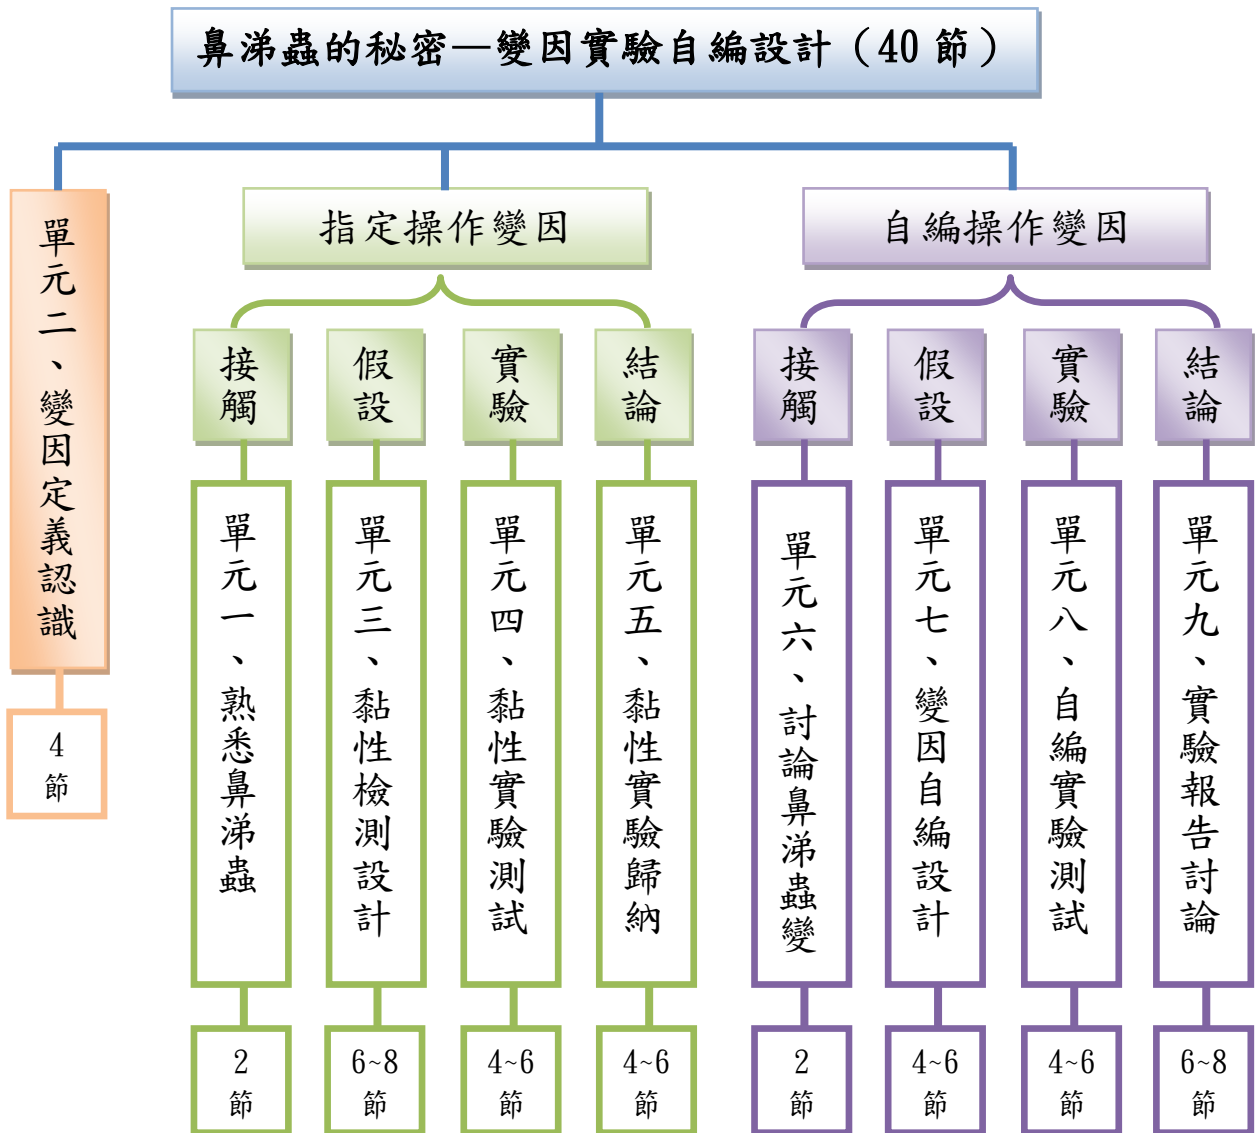 鼻涕蟲的秘密—變因實驗自編設計（40 節）
單元二、變因定義認識
4
節
指定操作變因
接觸
假設
實驗
結論
單元一、熟悉鼻涕蟲
單元三、黏性檢測設計
單元四、黏性實驗測試
單元五、黏性實驗歸納
2
節
6~8
節
4~6
節
4~6
節
自編操作變因
接觸
假設
實驗
結論
單元六、討論鼻涕蟲變
單元七、變因自編設計
單元八、自編實驗測試
單元九、實驗報告討論
2
節
4~6
節
4~6
節
6~8
節